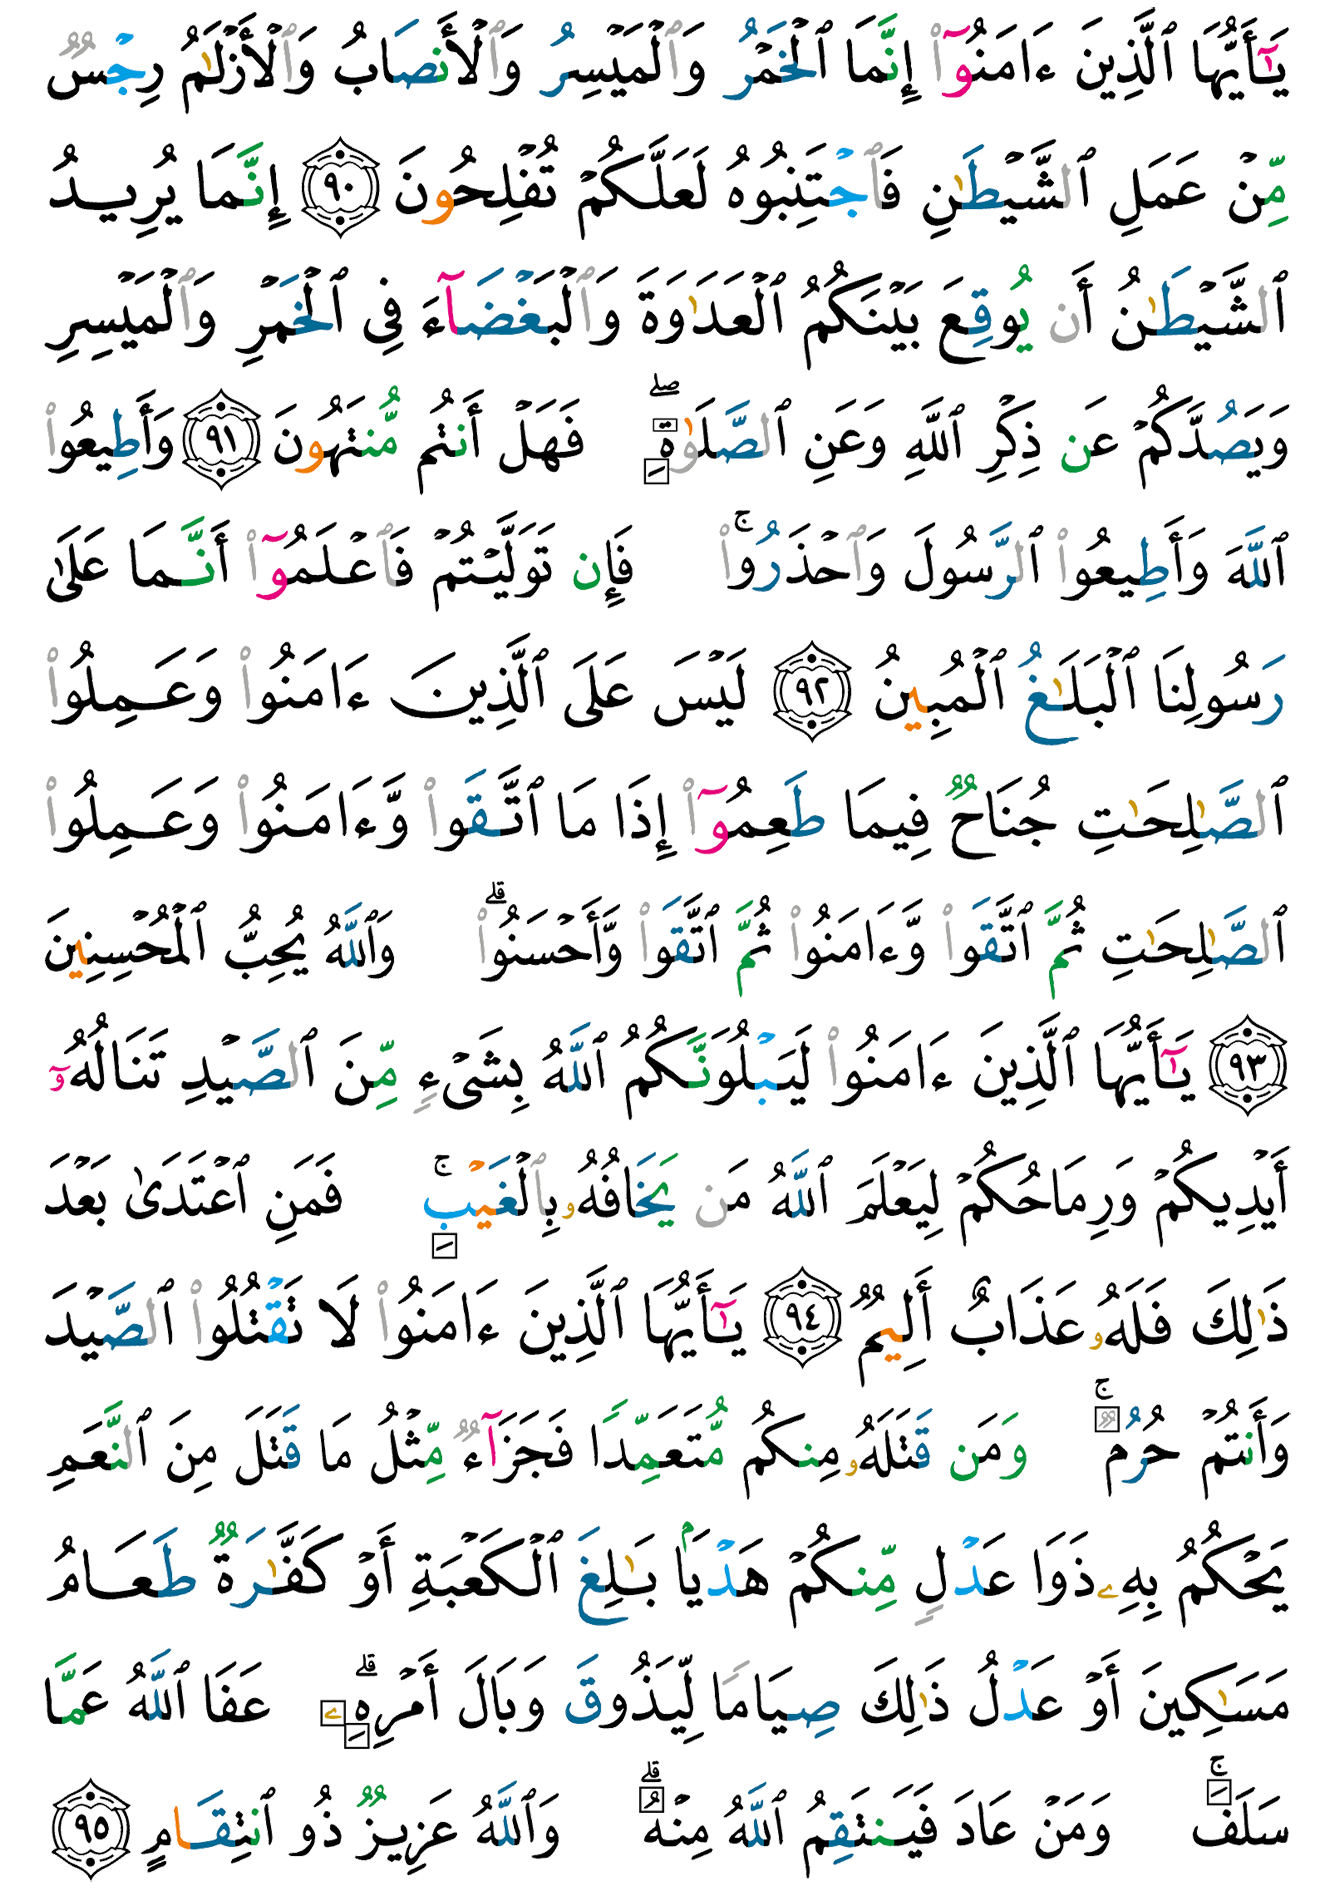 يَـٰٓأَيُّهَا ٱلَّذِينَ ءَامَنُوٓا۟ إِنَّمَا ٱلْخَمْرُ وَٱلْمَيْسِرُ وَٱلْأَنصَابُ وَٱلْأَزْلَـٰمُ رِجْسٌ
مِّنْ عَمَلِ ٱلشَّيْطَـٰنِ فَٱجْتَنِبُوهُ لَعَلَّكُمْ تُفْلِحُونَ ٩٠ إِنَّمَا يُرِيدُ
ٱلشَّيْطَـٰنُ أَن يُوقِعَ بَيْنَكُمُ ٱلْعَدَٰوَةَ وَٱلْبَغْضَآءَ فِى ٱلْخَمْرِ وَٱلْمَيْسِرِ
وَيَصُدَّكُمْ عَن ذِكْرِ ٱللَّهِ وَعَنِ ٱلصَّلَوٰةِ ۖ فَهَلْ أَنتُم مُّنتَهُونَ ٩١ وَأَطِيعُوا۟
ٱللَّهَ وَأَطِيعُوا۟ ٱلرَّسُولَ وَٱحْذَرُوا۟ ۚ فَإِن تَوَلَّيْتُمْ فَٱعْلَمُوٓا۟ أَنَّمَا عَلَىٰ
رَسُولِنَا ٱلْبَلَـٰغُ ٱلْمُبِينُ ٩٢ لَيْسَ عَلَى ٱلَّذِينَ ءَامَنُوا۟ وَعَمِلُوا۟
ٱلصَّـٰلِحَـٰتِ جُنَاحٌ فِيمَا طَعِمُوٓا۟ إِذَا مَا ٱتَّقَوا۟ وَّءَامَنُوا۟ وَعَمِلُوا۟
ٱلصَّـٰلِحَـٰتِ ثُمَّ ٱتَّقَوا۟ وَّءَامَنُوا۟ ثُمَّ ٱتَّقَوا۟ وَّأَحْسَنُوا۟ ۗ وَٱللَّهُ يُحِبُّ ٱلْمُحْسِنِينَ
٩٣ يَـٰٓأَيُّهَا ٱلَّذِينَ ءَامَنُوا۟ لَيَبْلُوَنَّكُمُ ٱللَّهُ بِشَىْءٍ مِّنَ ٱلصَّيْدِ تَنَالُهُۥٓ
أَيْدِيكُمْ وَرِمَاحُكُمْ لِيَعْلَمَ ٱللَّهُ مَن يَخَافُهُۥ بِٱلْغَيْبِ ۚ فَمَنِ ٱعْتَدَىٰ بَعْدَ
ذَٰلِكَ فَلَهُۥ عَذَابٌ أَلِيمٌ ٩٤ يَـٰٓأَيُّهَا ٱلَّذِينَ ءَامَنُوا۟ لَا تَقْتُلُوا۟ ٱلصَّيْدَ
وَأَنتُمْ حُرُمٌ ۚ وَمَن قَتَلَهُۥ مِنكُم مُّتَعَمِّدًا فَجَزَآءٌ مِّثْلُ مَا قَتَلَ مِنَ ٱلنَّعَمِ
يَحْكُمُ بِهِۦ ذَوَا عَدْلٍ مِّنكُمْ هَدْيَۢا بَـٰلِغَ ٱلْكَعْبَةِ أَوْ كَفَّـٰرَةٌ طَعَامُ
مَسَـٰكِينَ أَوْ عَدْلُ ذَٰلِكَ صِيَامًا لِّيَذُوقَ وَبَالَ أَمْرِهِۦ ۗ عَفَا ٱللَّهُ عَمَّا
سَلَفَ ۚ وَمَنْ عَادَ فَيَنتَقِمُ ٱللَّهُ مِنْهُ ۗ وَٱللَّهُ عَزِيزٌ ذُو ٱنتِقَامٍ ٩٥